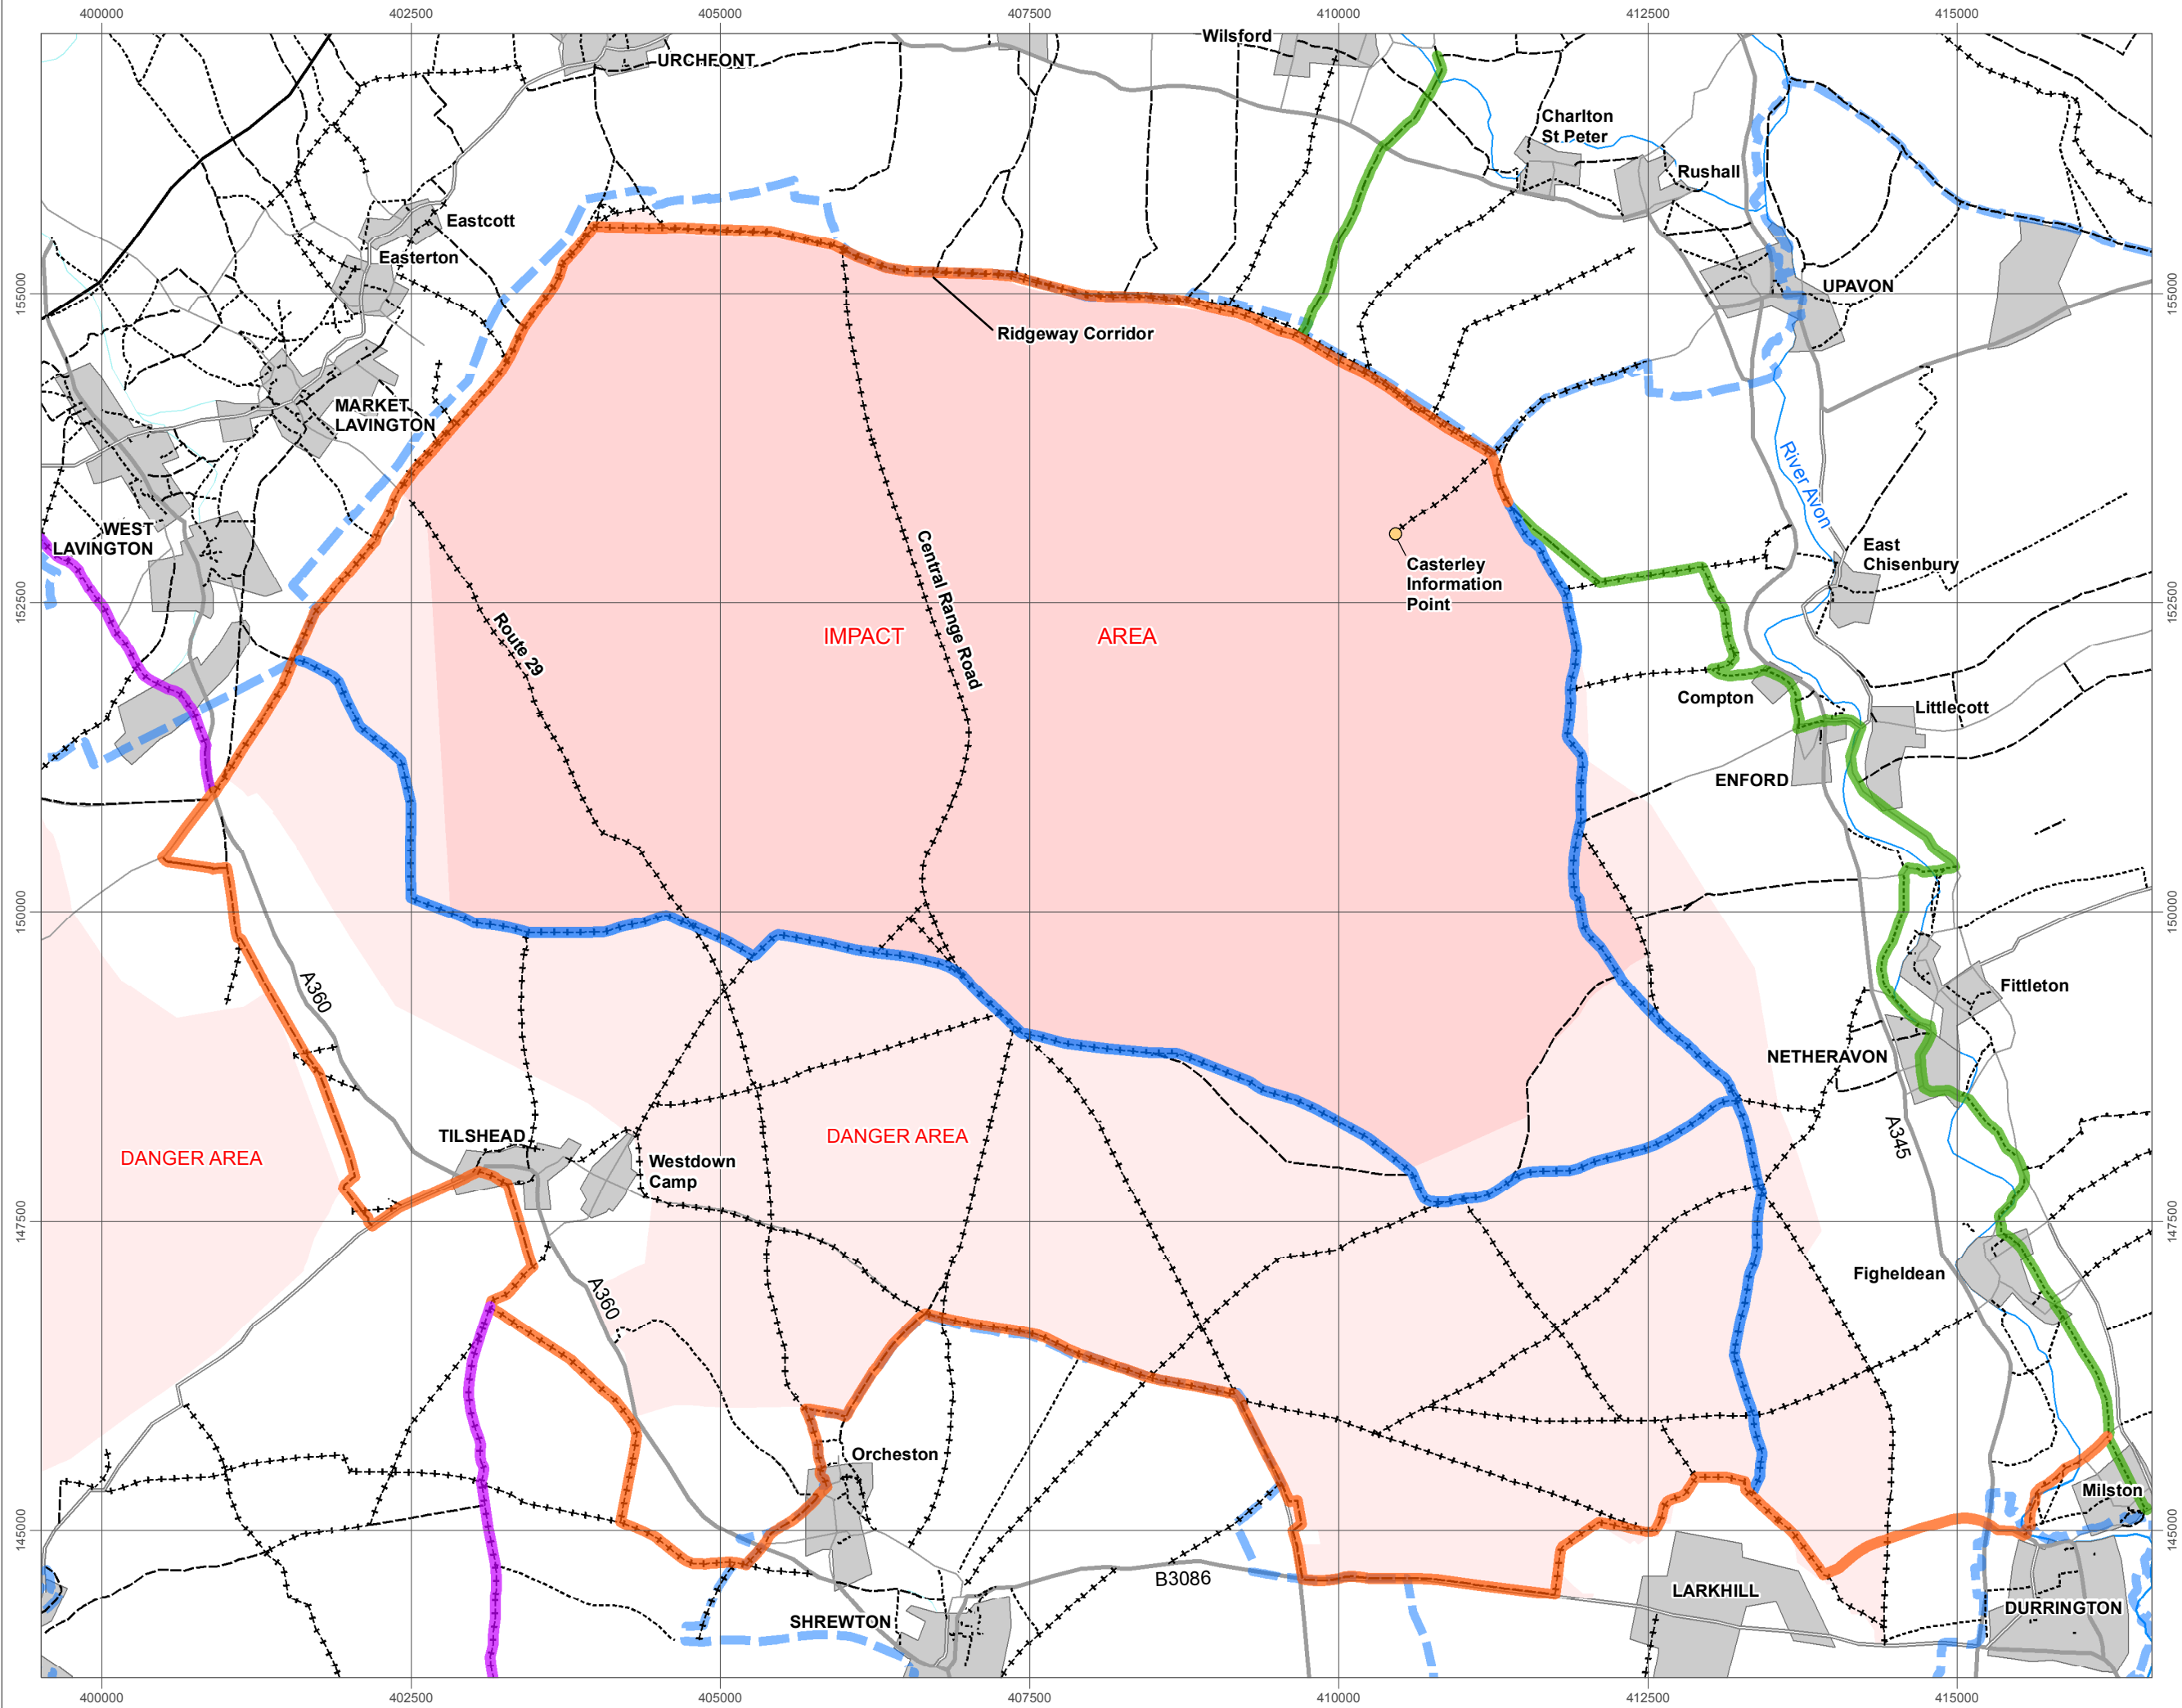 400000
402500
405000
407500
410000
412500
415000
URCHFONT
Wilsford
Charlton
St Peter
Rushall
Eastcott
Easterton
UPAVON
155000
155000
Ridgeway Corridor
MARKET
LAVINGTON
River Avon
WEST
LAVINGTON
Central Range Road
East
Chisenbury
Casterley
Information
Point
152500
152500
Route 29
IMPACT
AREA
Compton
Littlecott
ENFORD
150000
150000
A360
Fittleton
NETHERAVON
A345
TILSHEAD
DANGER AREA
DANGER AREA
Westdown
Camp
147500
147500
Figheldean
A360
Orcheston
Milston
145000
145000
B3086
LARKHILL
DURRINGTON
SHREWTON
400000
402500
405000
407500
410000
412500
415000